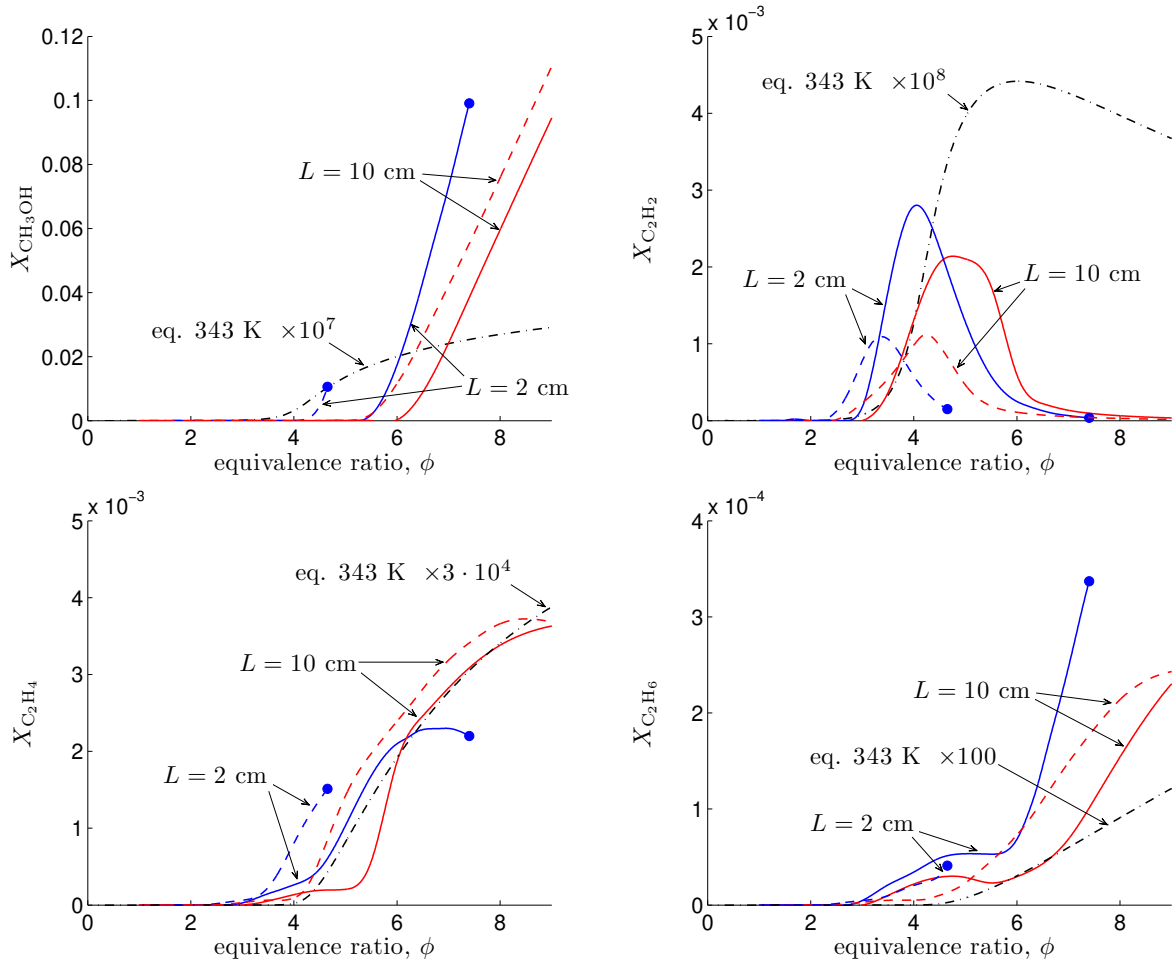 0.12
0.1
0.08
0.06
0.04
0.02
0
X_{CH_3OH}
L = 10 cm
eq. 343 K ×10^7
L = 2 cm
0 2 4 6 8
equivalence ratio, ϕ
5 x 10^{−3}
4
3
2
1
0
X_{C_2H_2}
eq. 343 K ×10^8
L = 2 cm
L = 10 cm
0 2 4 6 8
equivalence ratio, ϕ
5 x 10^{−3}
4
3
2
1
0
X_{C_2H_4}
eq. 343 K ×3 · 10^4
L = 10 cm
L = 2 cm
0 2 4 6 8
equivalence ratio, ϕ
4 x 10^{−4}
3
2
1
0
X_{C_2H_6}
L = 10 cm
eq. 343 K ×100
L = 2 cm
0 2 4 6 8
equivalence ratio, ϕ